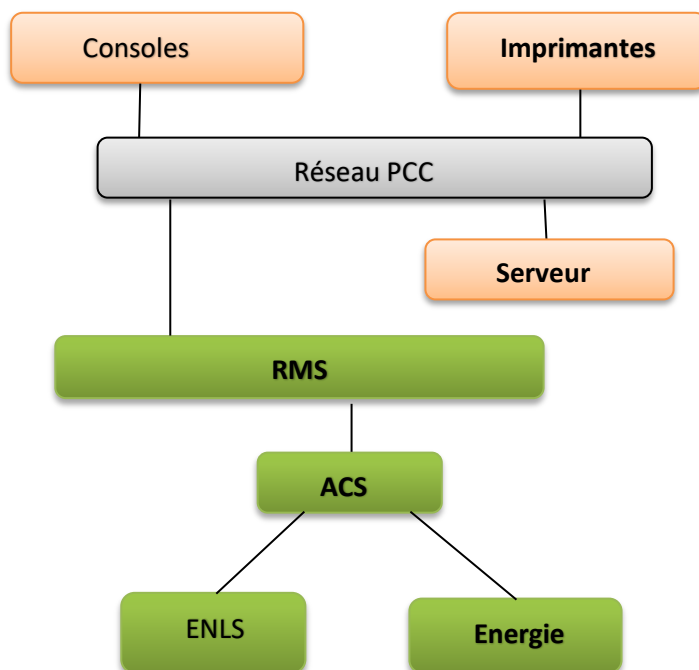 Consoles
Imprimantes
Réseau PCC
Serveur
RMS
ACS
ENLS
Energie